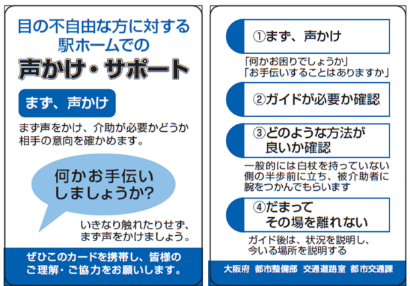 目の不自由な方に対する
駅ホームでの
声かけ・サポート
まず、声かけ
まず声をかけ、介助が必要かどうか
相手の意向を確かめます。
何かお手伝い
しましょうか?
いきなり触れたりせず、
まず声をかけましょう。
ぜひこのカードを携帯し、皆様の
ご理解・ご協力をお願いします。
①まず、声かけ
「何かお困りでしょうか」
「お手伝いすることはありますか」
②ガイドが必要か確認
③どのような方法が
良いか確認
一般的には白杖を持っていない
側の半歩前に立ち、被介助者に
腕をつかんでもらいます
④だまって
その場を離れない
ガイド後は、状況を説明し、
今いる場所を説明する
大阪府 都市整備部 交通道路室 都市交通課